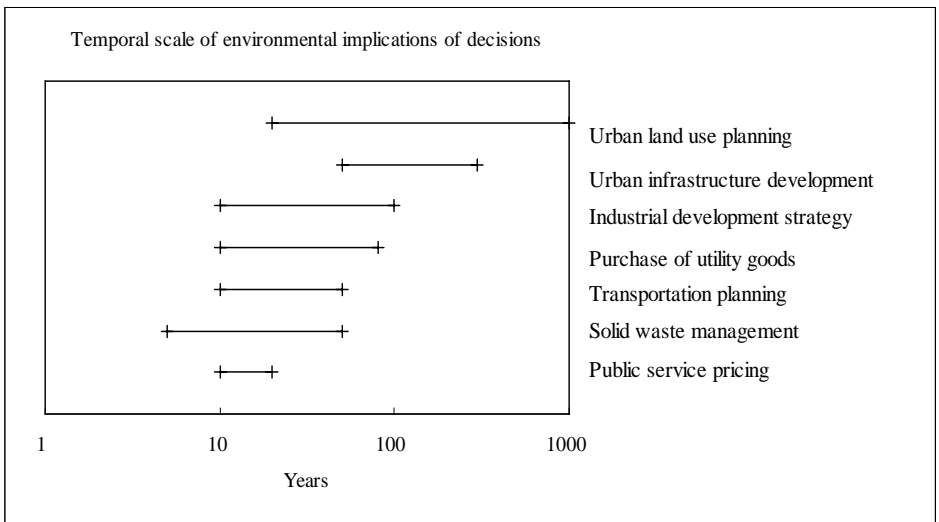 Temporal scale of environmental implications of decisions
Urban land use planning
Urban infrastructure development
Industrial development strategy
Purchase of utility goods
Transportation planning
Solid waste management
Public service pricing
1 10 100 1000
Years